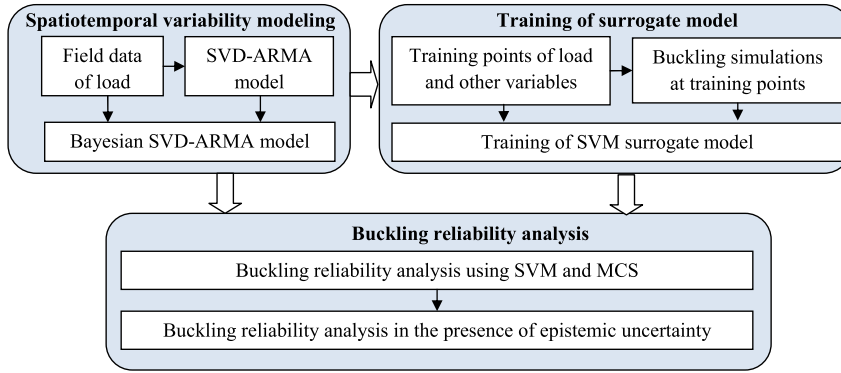 Spatiotemporal variability modeling
Field data
of load
SVD-ARMA
model
Bayesian SVD-ARMA model
Training of surrogate model
Training points of load
and other variables
Buckling simulations
at training points
Training of SVM surrogate model
Buckling reliability analysis
Buckling reliability analysis using SVM and MCS
Buckling reliability analysis in the presence of epistemic uncertainty